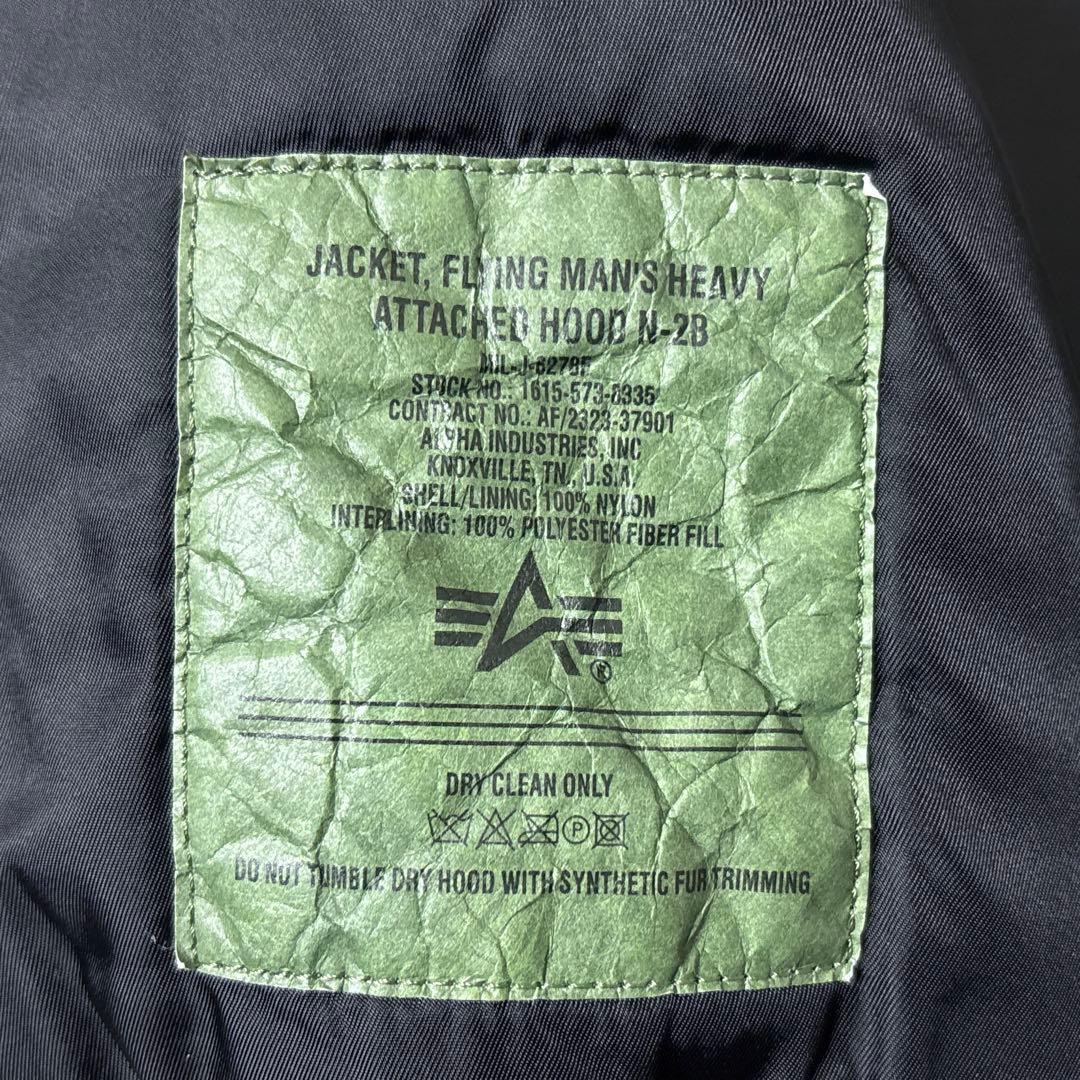 JACKET, FLYING MAN'S HEAVY
ATTACHED HOOD N-2B
MIL-J-6279F
STOCK NO.: 1615-573-8335
CONTRACT NO.: AF/2323-37901
ALPHA INDUSTRIES, INC
KNOXVILLE, TN., U.S.A.
SHELL/LINING: 100% NYLON
INTERLINING: 100% POLYESTER FIBER FILL
®
DRY CLEAN ONLY
P
DO NOT TUMBLE DRY HOOD WITH SYNTHETIC FUR TRIMMING